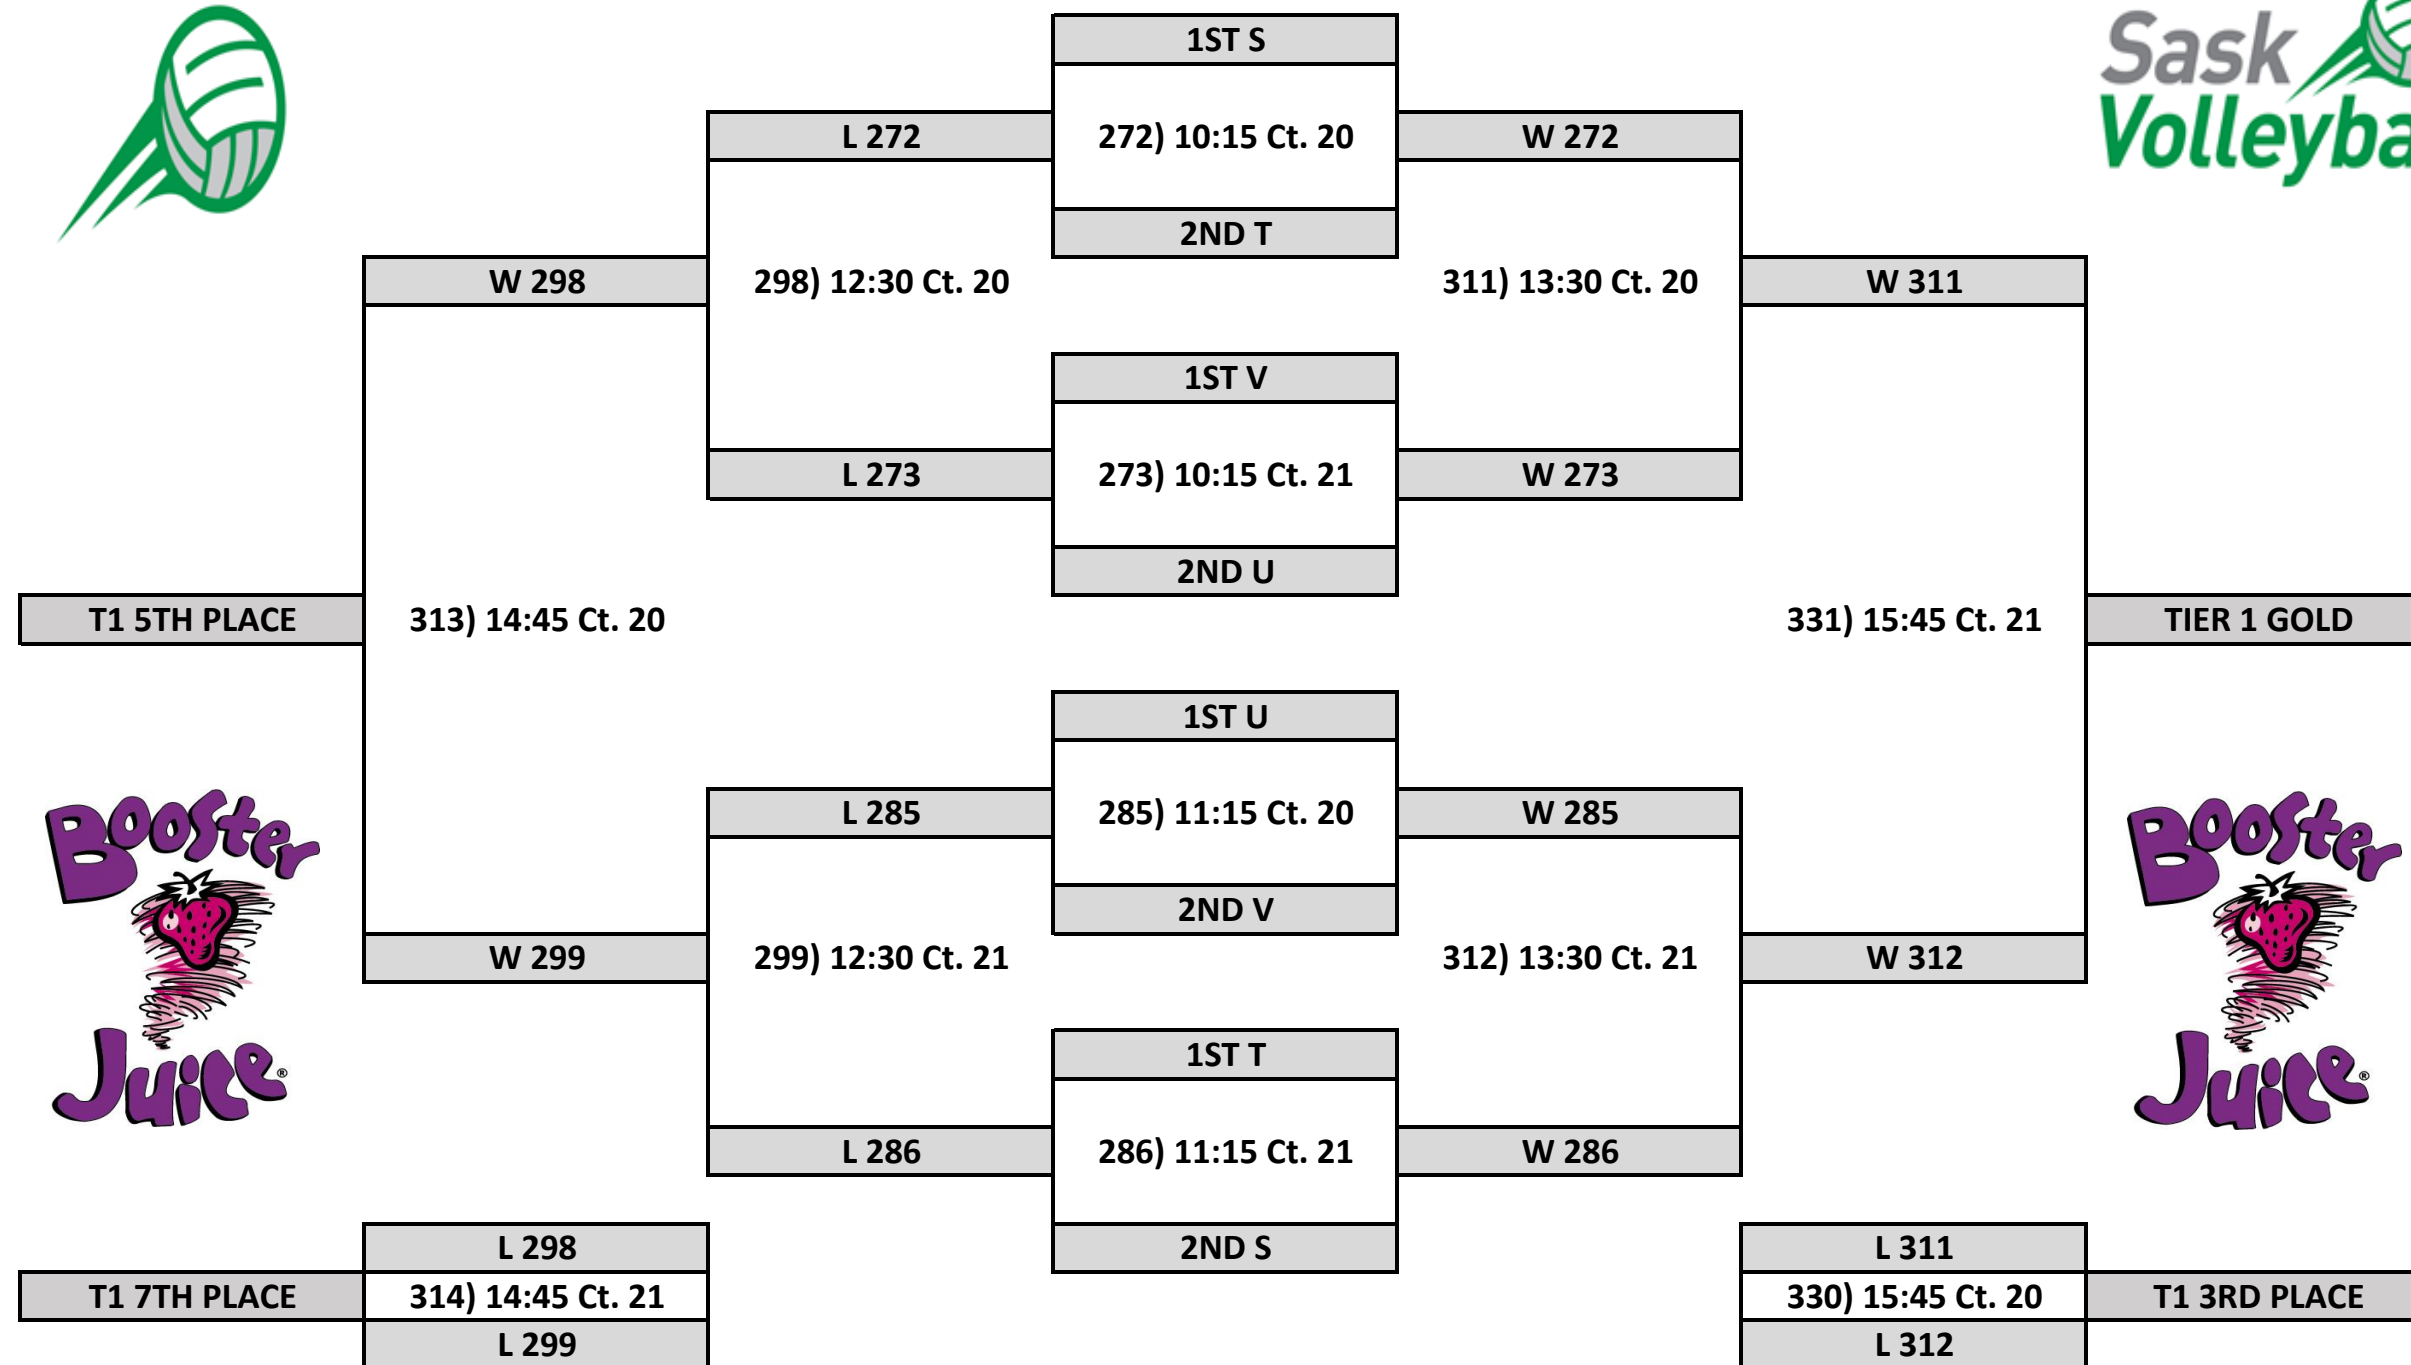 Sask
Volleyba
1ST S
L 272
272) 10:15 Ct. 20
W 272
2ND T
W 298
298) 12:30 Ct. 20
311) 13:30 Ct. 20
W 311
1ST V
L 273
273) 10:15 Ct. 21
W 273
2ND U
T1 5TH PLACE
313) 14:45 Ct. 20
331) 15:45 Ct. 21
TIER 1 GOLD
1ST U
L 285
285) 11:15 Ct. 20
W 285
2ND V
W 299
299) 12:30 Ct. 21
312) 13:30 Ct. 21
W 312
Booster
Juice®
Booster
Juice®
1ST T
L 286
286) 11:15 Ct. 21
W 286
2ND S
L 298
T1 7TH PLACE
314) 14:45 Ct. 21
L 299
L 311
330) 15:45 Ct. 20
T1 3RD PLACE
L 312